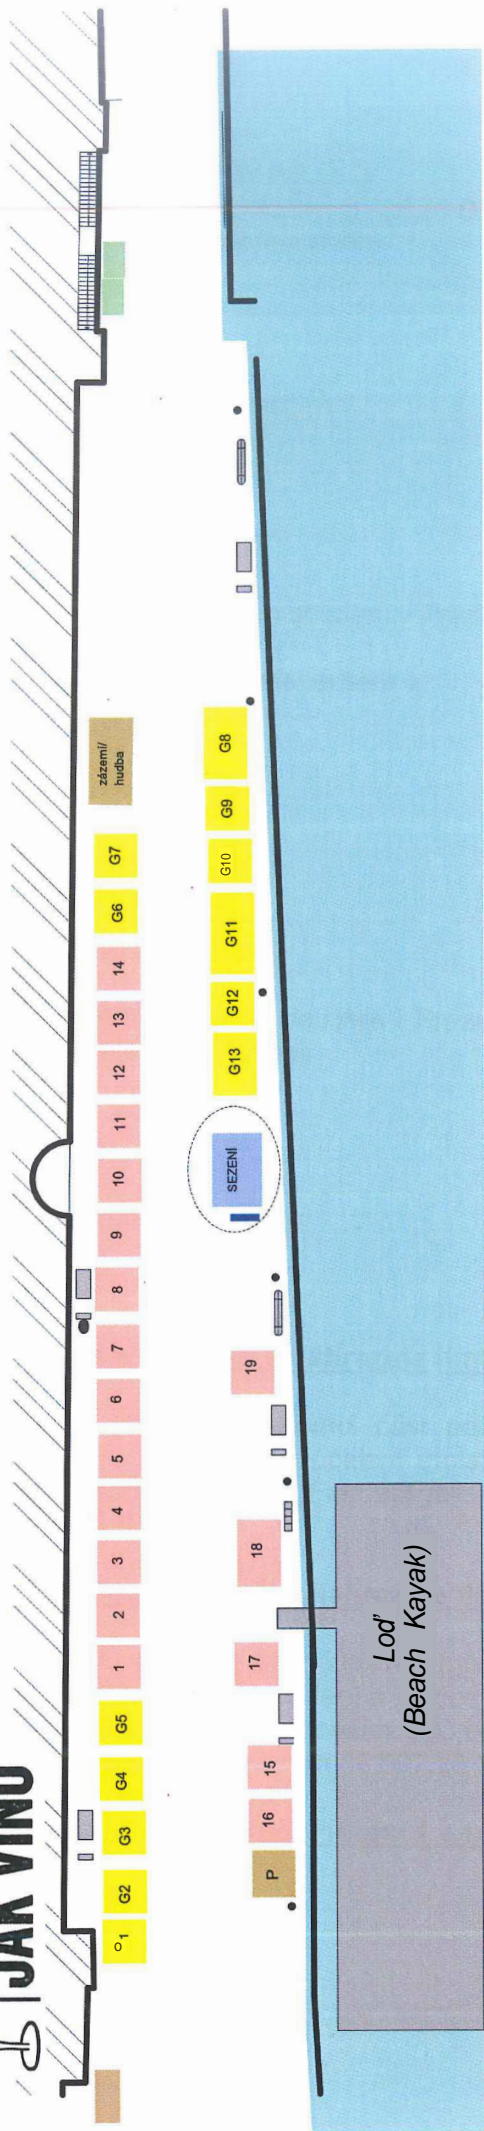 JAK VINO
1
G2
G3
G4
G5
1
2
3
4
5
6
7
8
9
10
11
12
13
14
G6
G7
zázemí/
hudba
P
16
15
17
18
19
SEZENÍ
G13
G12
G11
G10
G9
G8
Loď
(Beach Kayak)